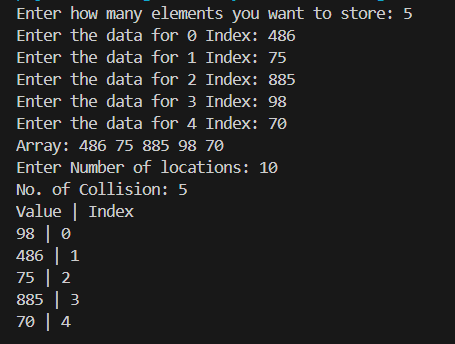 Enter how many elements you want to store: 5
Enter the data for 0 Index: 486
Enter the data for 1 Index: 75
Enter the data for 2 Index: 885
Enter the data for 3 Index: 98
Enter the data for 4 Index: 70
Array: 486 75 885 98 70
Enter Number of locations: 10
No. of Collision: 5
Value | Index
98 | 0
486 | 1
75 | 2
885 | 3
70 | 4